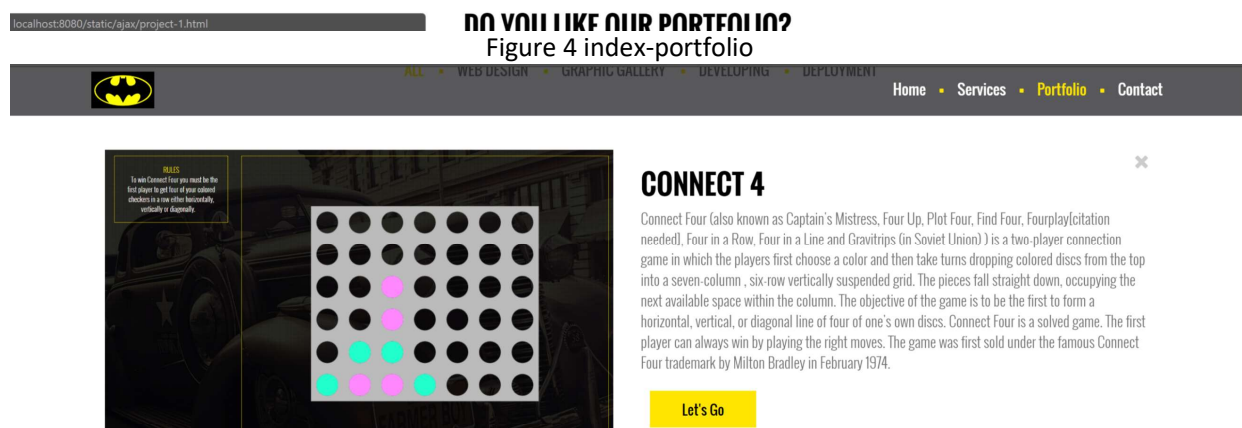 localhost:8080/static/ajax/project-1.html
DO YOU LIKE OUR PORTFOLIO?
Figure 4 index-portfolio
ALL ▪ WEB DESIGN ▪ GRAPHIC GALLERY ▪ DEVELOPING ▪ DEPLOYMENT
Home ▪ Services ▪ Portfolio ▪ Contact
RULES
To win Connect Four you must be the
first player to get four of your colored
checkers in a row either horizontally,
vertically or diagonally.
CONNECT 4
Connect Four (also known as Captain's Mistress, Four Up, Plot Four, Find Four, Fourplay[citation
needed], Four in a Row, Four in a Line and Gravitrips (in Soviet Union) ) is a two-player connection
game in which the players first choose a color and then take turns dropping colored discs from the top
into a seven-column , six-row vertically suspended grid. The pieces fall straight down, occupying the
next available space within the column. The objective of the game is to be the first to form a
horizontal, vertical, or diagonal line of four of one's own discs. Connect Four is a solved game. The first
player can always win by playing the right moves. The game was first sold under the famous Connect
Four trademark by Milton Bradley in February 1974.
Let's Go